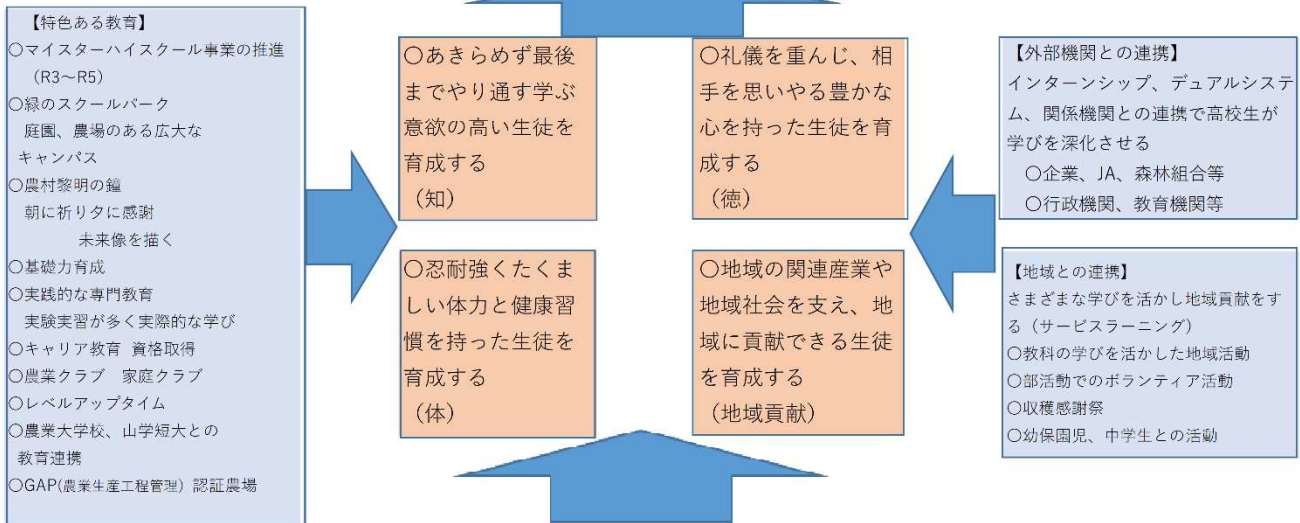 【特色ある教育】
○マイスターハイスクール事業の推進
（R3～R5）
○緑のスクールパーク
庭園、農場のある広大な
キャンパス
○農村黎明の鐘
朝に祈り夕に感謝
未来像を描く
○基礎力育成
○実践的な専門教育
実験実習が多く実際的な学び
○キャリア教育 資格取得
○農業クラブ　家庭クラブ
○レベルアップタイム
○農業大学校、山学短大との
教育連携
○GAP(農業生産工程管理) 認証農場
○あきらめず最後
までやり通す学ぶ
意欲の高い生徒を
育成する
（知）
○礼儀を重んじ、相
手を思いやる豊かな
心を持った生徒を育
成する
（徳）
○忍耐強くたくま
しい体力と健康習
慣を持った生徒を
育成する
（体）
○地域の関連産業や
地域社会を支え、地
域に貢献できる生徒
を育成する
（地域貢献）
【外部機関との連携】
インターンシップ、デュアルシステ
ム、関係機関との連携で高校生が
学びを深化させる
○企業、JA、森林組合等
○行政機関、教育機関等
【地域との連携】
さまざまな学びを活かし地域貢献をす
る（サービスラーニング）
○教科の学びを活かした地域活動
○部活動でのボランティア活動
○収穫感謝祭
○幼保園児、中学生との活動